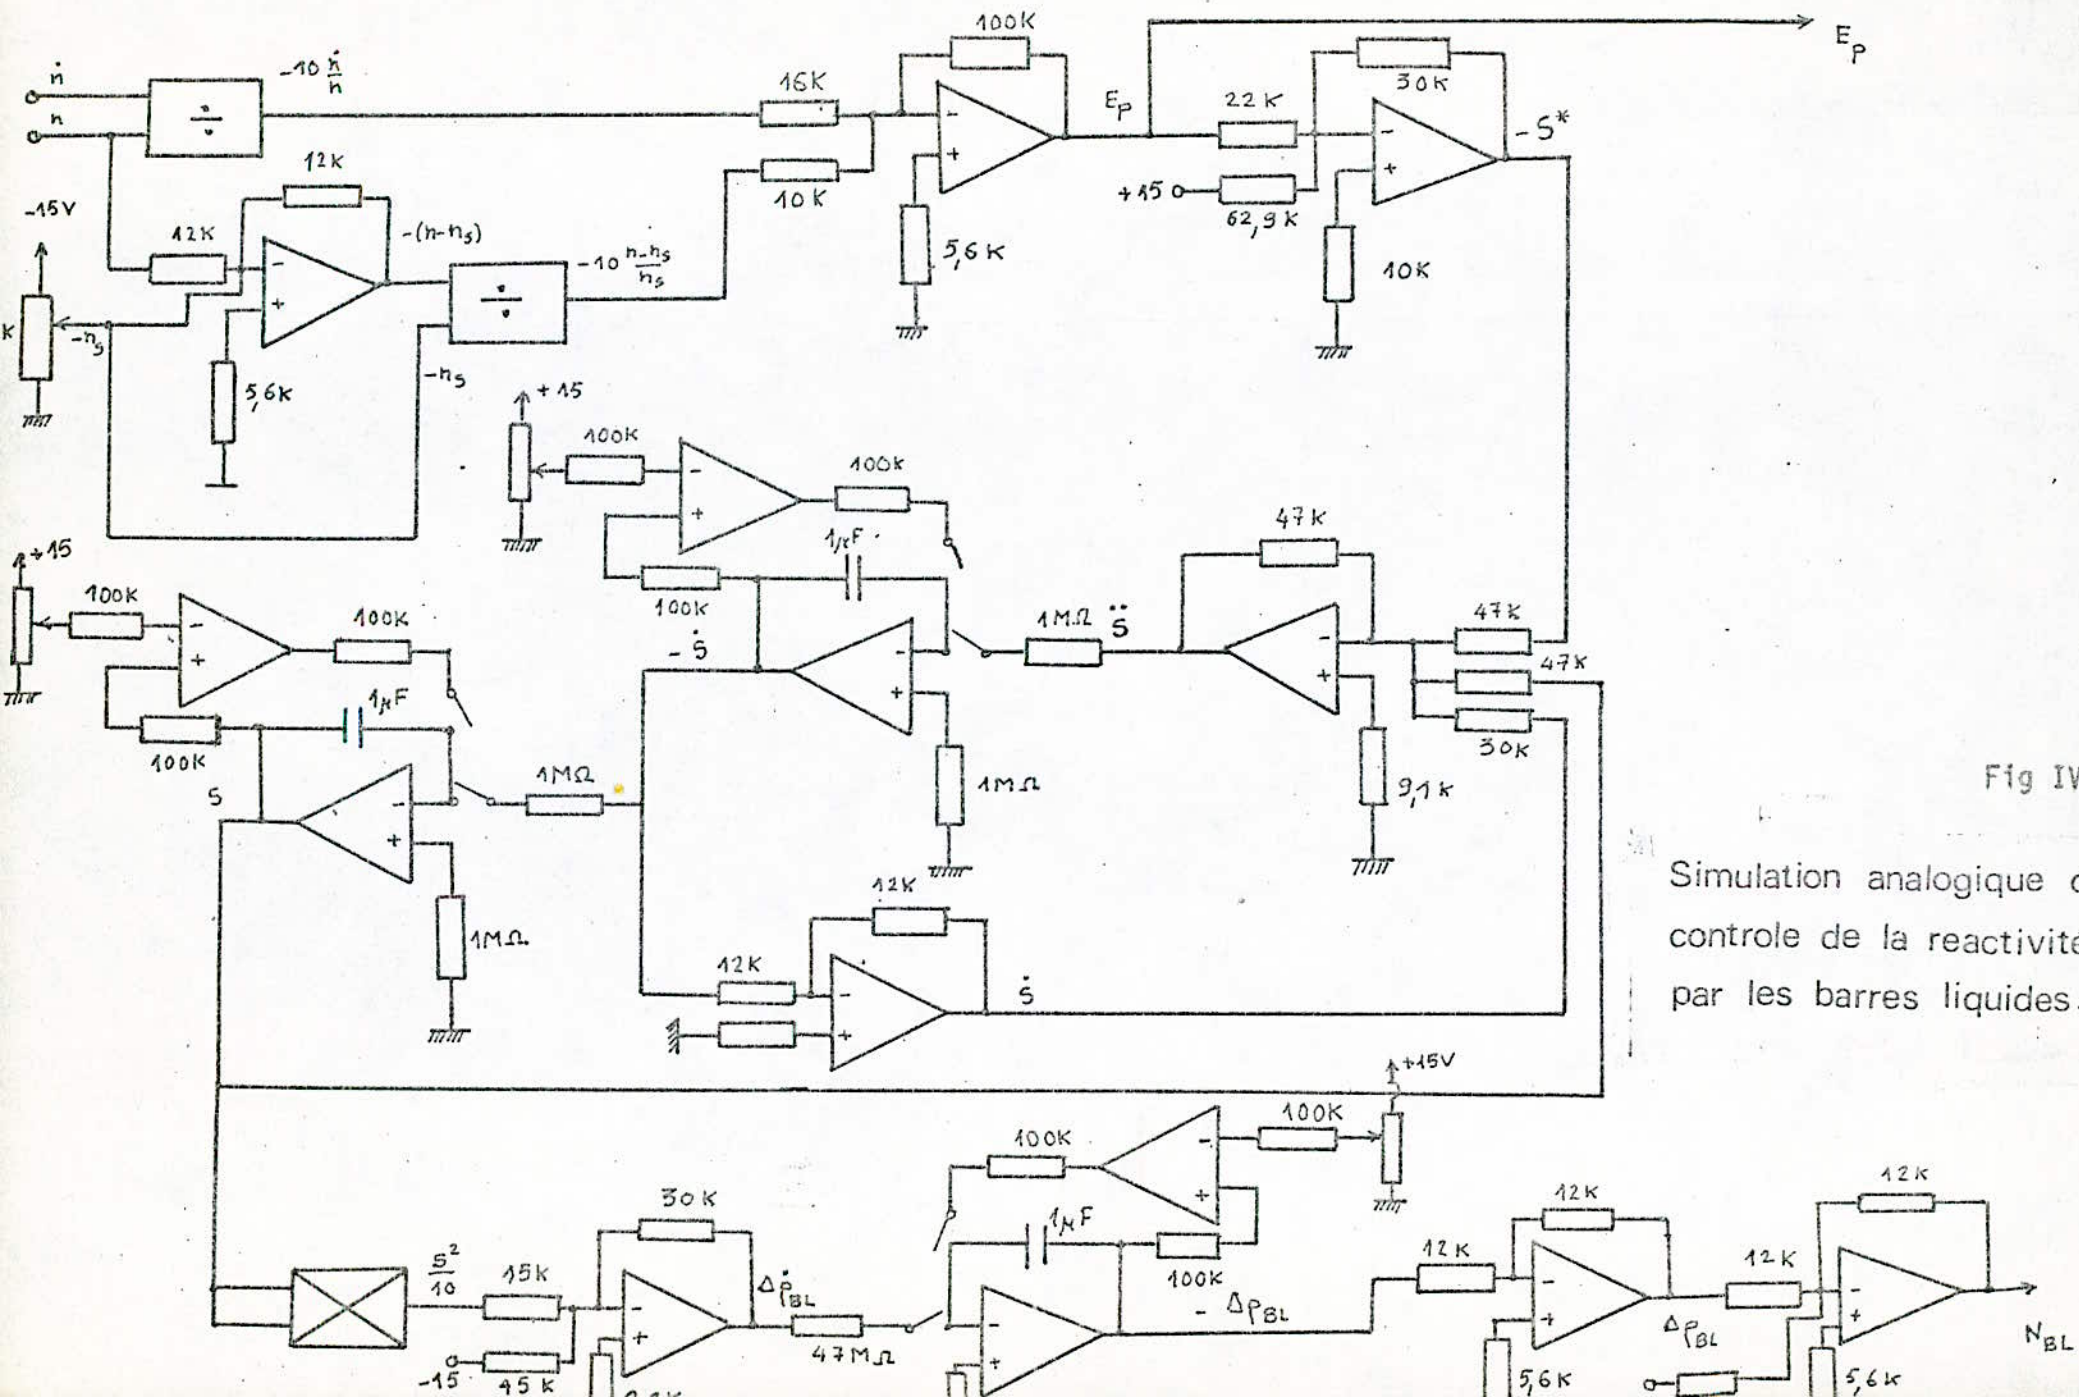 ṅ
n
-10 ṅ/n
16K
100K
Ep
Ep
22K
30K
-S*
+15
62,9K
10K
10K
5,6K
12K
12K
-15V
-(n-ns)
-10 n-ns/ns
K
-ns
-ns
5,6K
+15
100K
100K
1µF
100K
-Ṡ
1MΩ
S̈
47K
47K
47K
30K
9,1K
1MΩ
+15
100K
100K
1µF
100K
S
1MΩ
1MΩ
12K
12K
Ṡ
Fig IV
Simulation analogique
controle de la reactivité
par les barres liquides.
+15V
100K
100K
1µF
100K
S²/10
15K
30K
Δρ̇BL
-15
45K
47MΩ
-ΔρBL
12K
12K
ΔρBL
12K
12K
NBL
5,6K
5,6K